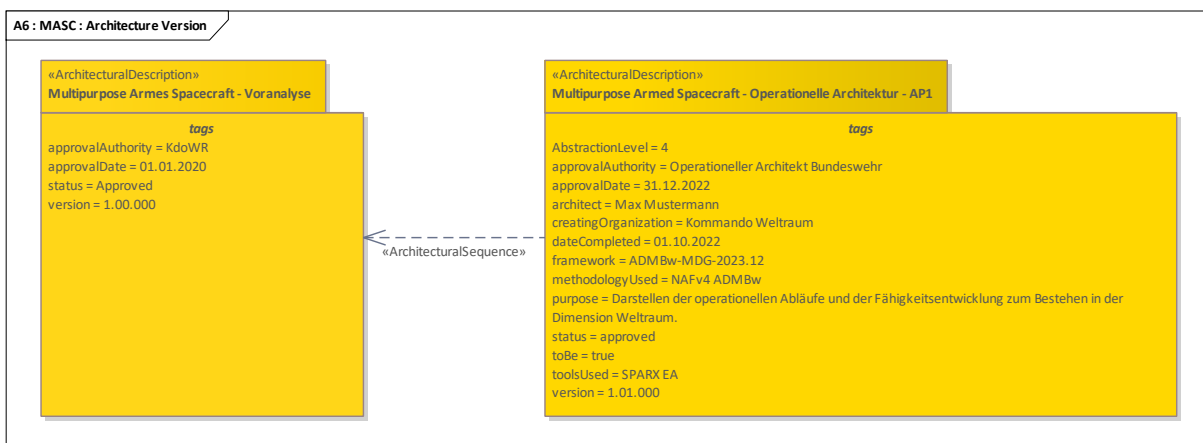 A6 : MASC : Architecture Version
«ArchitecturalDescription»
Multipurpose Armes Spacecraft - Voranalyse
tags
approvalAuthority = KdoWR
approvalDate = 01.01.2020
status = Approved
version = 1.00.000
«ArchitecturalSequence»
«ArchitecturalDescription»
Multipurpose Armed Spacecraft - Operationelle Architektur - AP1
tags
AbstractionLevel = 4
approvalAuthority = Operationeller Architekt Bundeswehr
approvalDate = 31.12.2022
architect = Max Mustermann
creatingOrganization = Kommando Weltraum
dateCompleted = 01.10.2022
framework = ADMBw-MDG-2023.12
methodologyUsed = NAFv4 ADMBw
purpose = Darstellen der operationellen Abläufe und der Fähigkeitsentwicklung zum Bestehen in der
Dimension Weltraum.
status = approved
toBe = true
toolsUsed = SPARX EA
version = 1.01.000